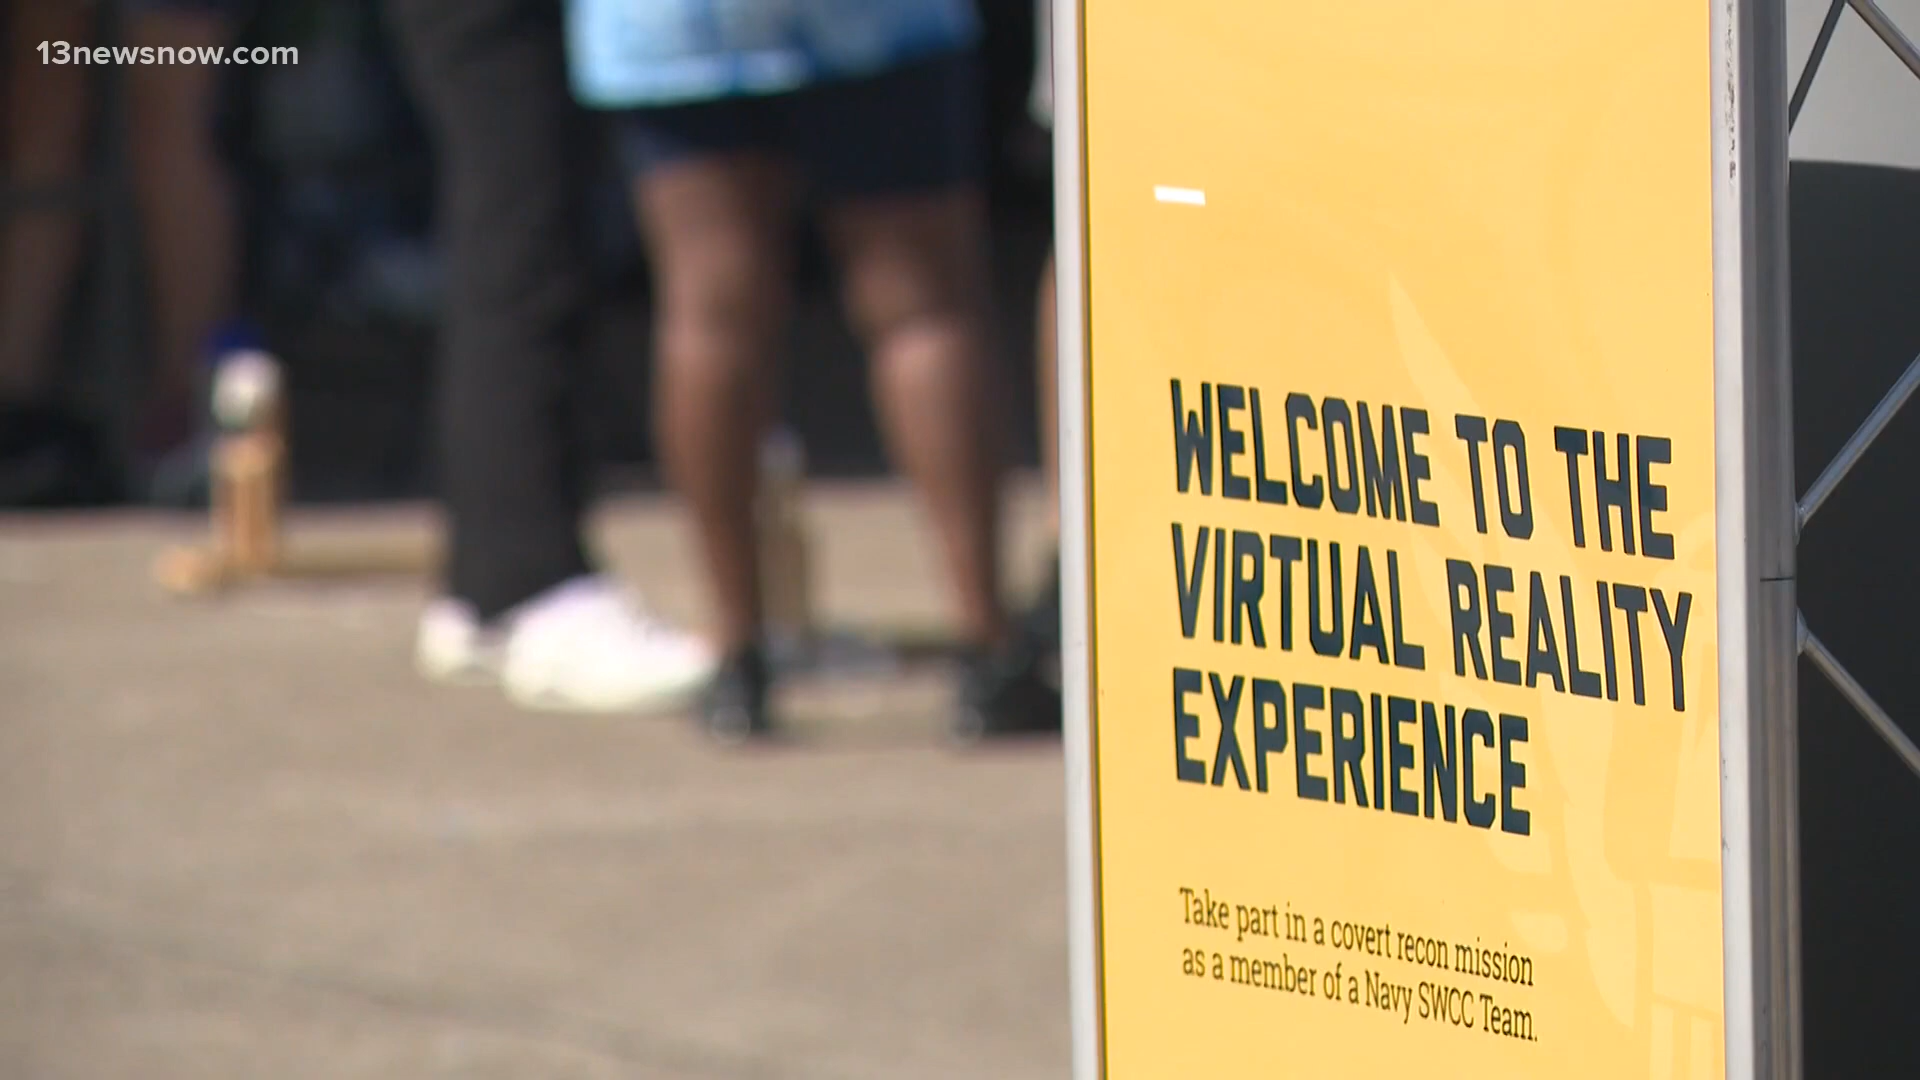 13newsnow.com
WELCOME TO THE
VIRTUAL REALITY
EXPERIENCE
Take part in a covert recon mission
as a member of a Navy SWCC Team.